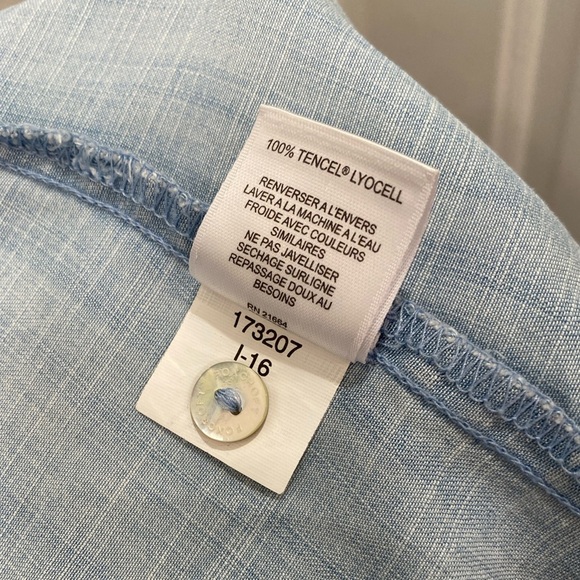 100% TENCEL® LYOCELL
RENVERSER A L'ENVERS
LAVER A LA MACHINE A L'EAU
FROIDE AVEC COULEURS
SIMILAIRES
NE PAS JAVELLISER
SECHAGE SURLIGNE
REPASSAGE DOUX AU
BESOINS
RN 21664
173207
I-16